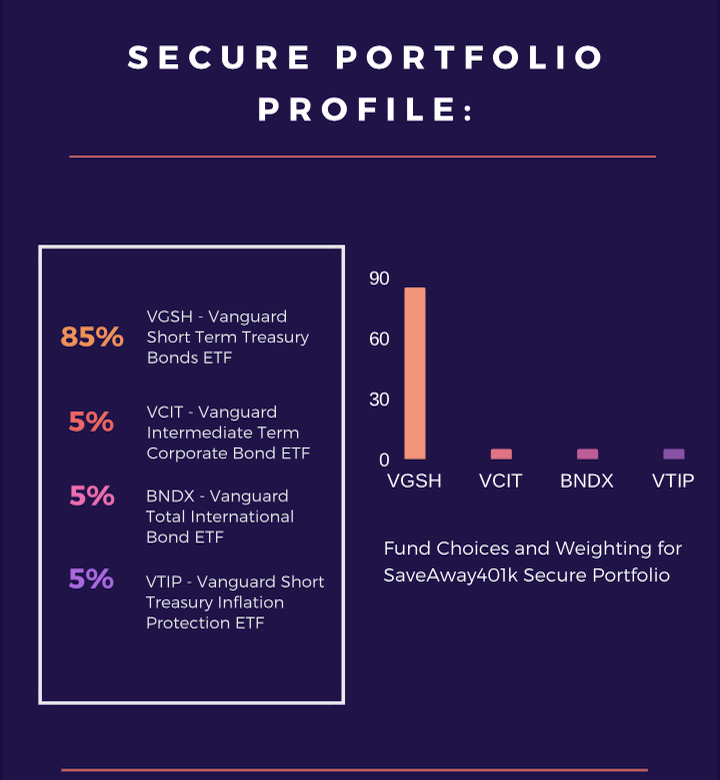 SECURE PORTFOLIO
PROFILE:
85%
VGSH - Vanguard
Short Term Treasury
Bonds ETF
5%
VCIT - Vanguard
Intermediate Term
Corporate Bond ETF
5%
BNDX - Vanguard
Total International
Bond ETF
5%
VTIP - Vanguard Short
Treasury Inflation
Protection ETF
90
60
30
0
VGSH VCIT BNDX VTIP
Fund Choices and Weighting for
SaveAway401k Secure Portfolio